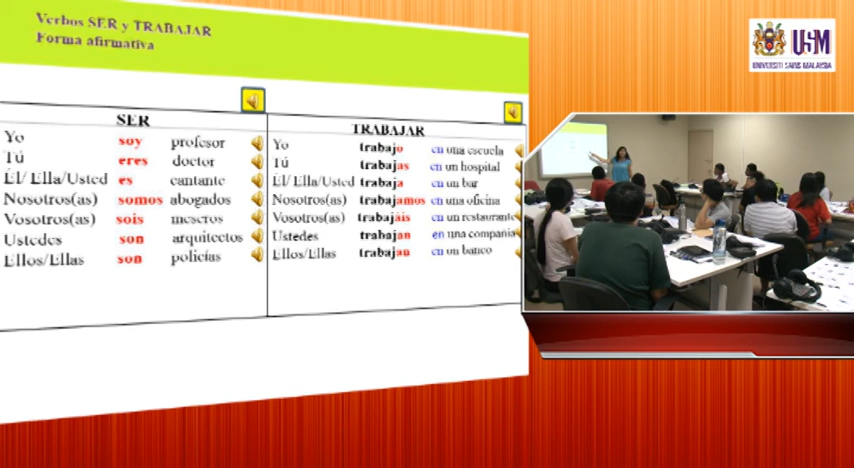 Verbos SER y TRABAJAR
Forma afirmativa
USM
UNIVERSITI SAINS MALAYSIA
SER
Yo soy profesor
Tú eres doctor
Él/ Ella/Usted es cantante
Nosotros(as) somos abogados
Vosotros(as) sois meseros
Ustedes son arquitectos
Ellos/Ellas son policías
TRABAJAR
Yo trabajo en una escuela
Tú trabajas en un hospital
Él/ Ella/Usted trabaja en un bar
Nosotros(as) trabajamos en una oficina
Vosotros(as) trabajáis en un restaurante
Ustedes trabajan en una compañía
Ellos/Ellas trabajan en un banco